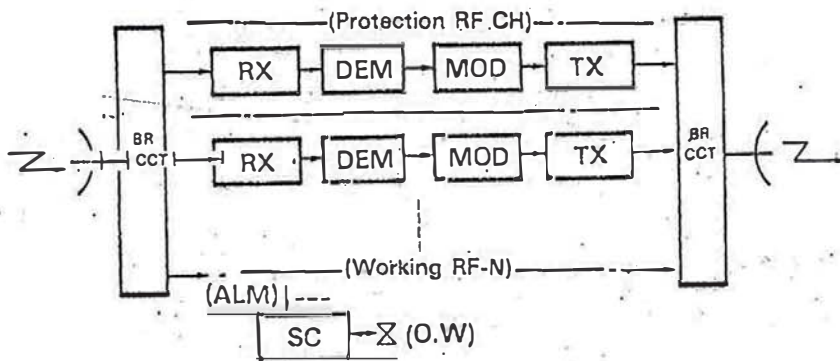 (Protection RF CH)
RX DEM MOD TX
BR CCT
RX DEM MOD TX
BR CCT
(Working RF-N)
(ALM)
SC (O.W)